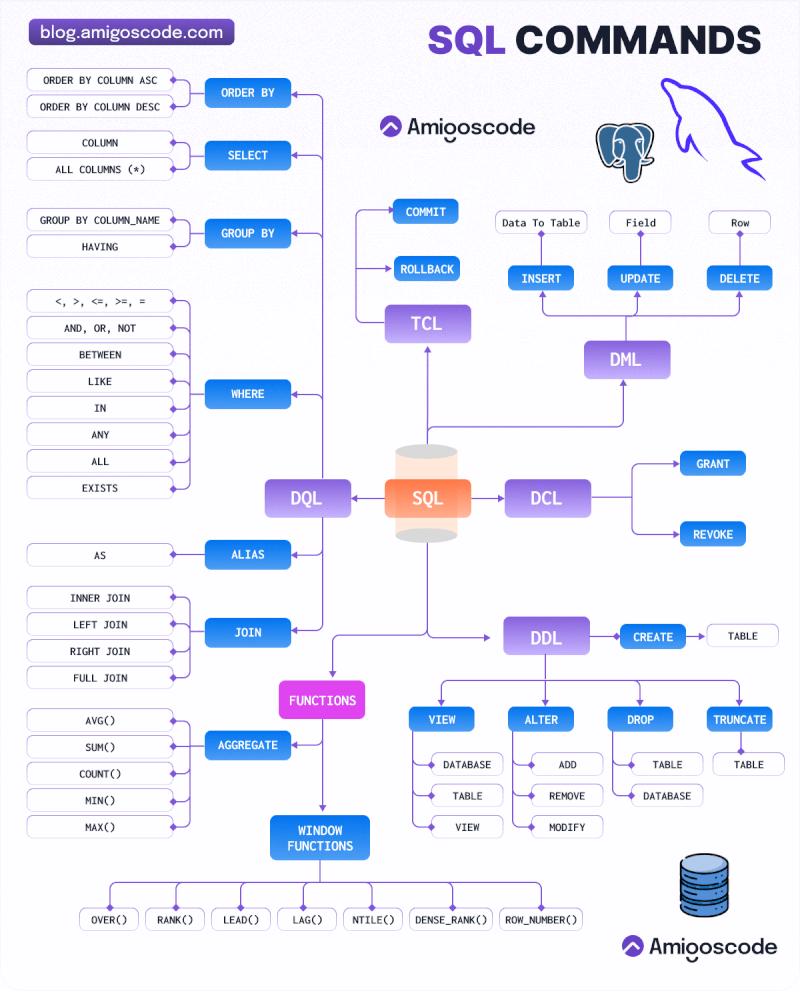 blog.amigoscode.com
SQL COMMANDS
Amigoscode
ORDER BY COLUMN ASC
ORDER BY COLUMN DESC
ORDER BY
COLUMN
ALL COLUMNS (*)
SELECT
GROUP BY COLUMN_NAME
HAVING
GROUP BY
<, >, <=, >=, =
AND, OR, NOT
BETWEEN
LIKE
IN
ANY
ALL
EXISTS
WHERE
DQL
AS
ALIAS
INNER JOIN
LEFT JOIN
RIGHT JOIN
FULL JOIN
JOIN
COMMIT
ROLLBACK
TCL
Data To Table
Field
Row
INSERT
UPDATE
DELETE
DML
SQL
DCL
GRANT
REVOKE
DDL
CREATE
TABLE
VIEW
DATABASE
TABLE
VIEW
ALTER
ADD
REMOVE
MODIFY
DROP
TABLE
DATABASE
TRUNCATE
TABLE
FUNCTIONS
AVG()
SUM()
COUNT()
MIN()
MAX()
AGGREGATE
WINDOW
FUNCTIONS
OVER()
RANK()
LEAD()
LAG()
NTILE()
DENSE_RANK()
ROW_NUMBER()
Amigoscode